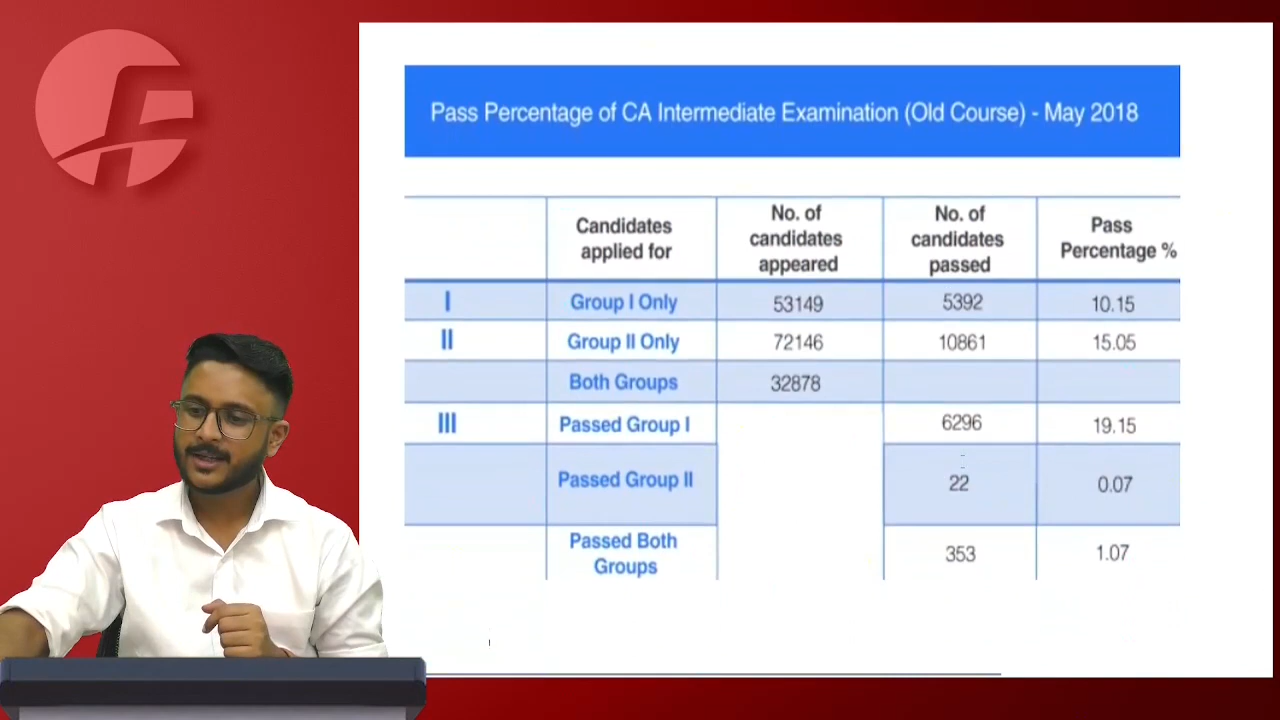 Pass Percentage of CA Intermediate Examination (Old Course) - May 2018
Candidates applied for
No. of candidates appeared
No. of candidates passed
Pass Percentage %
I
Group I Only
53149
5392
10.15
II
Group II Only
72146
10861
15.05
Both Groups
32878
III
Passed Group I
6296
19.15
Passed Group II
22
0.07
Passed Both Groups
353
1.07